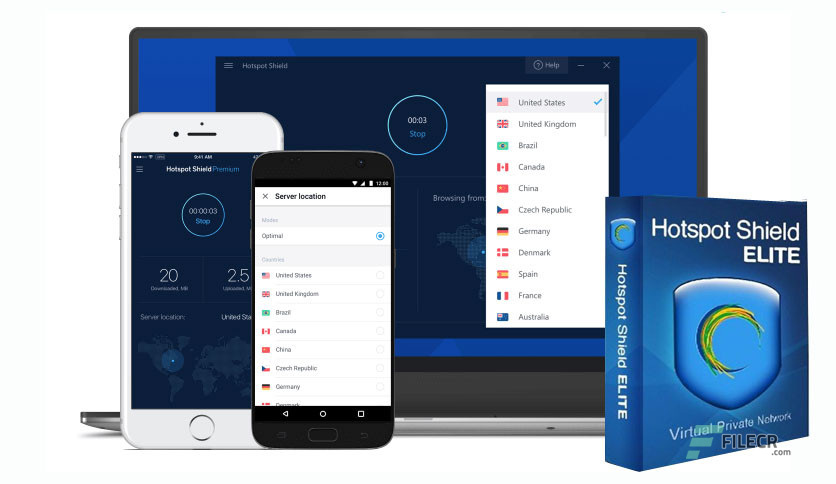 Hotspot Shield
Help
00:03
Stop
Browsing from:
United States
United Kingdom
Brazil
Canada
China
Czech Republic
Germany
Denmark
Spain
France
Australia
9:41 AM
Hotspot Shield Premium
00:00:03
Stop
20
Downloaded, MB
2.5
Uploaded, M
Server location:
United Sta
12:00
Server location
Modes
Optimal
Countries
United States
United Kingdom
Brazil
Canada
China
Czech Republic
Germany
Denmark
Hotspot Shield
ELITE
Hotspot Shield ELITE
Virtual Private Network
FILECR
.com